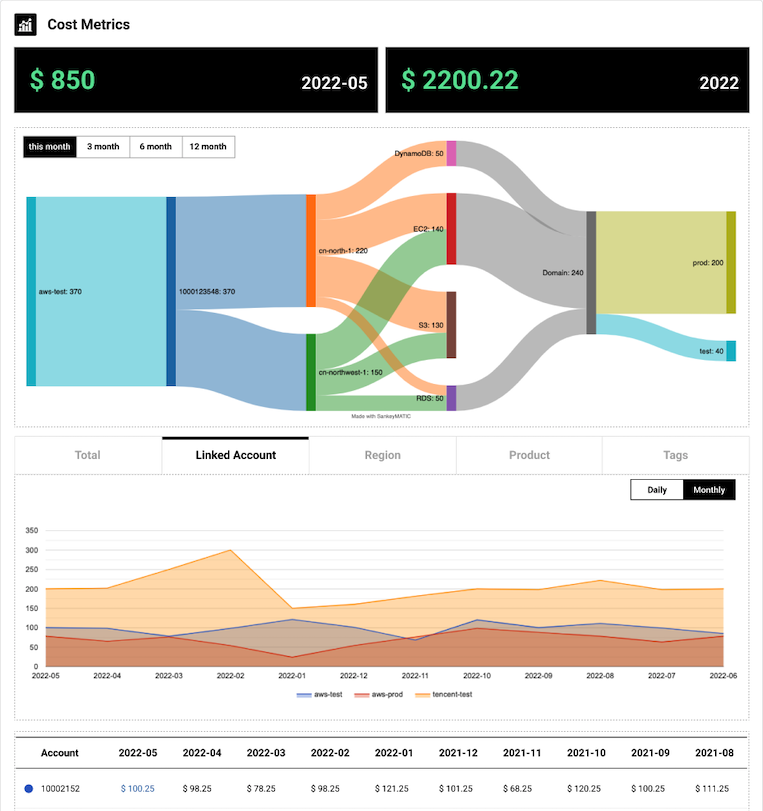 Cost Metrics
$ 850 2022-05
$ 2200.22 2022
this month 3 month 6 month 12 month
DynamoDB: 50
EC2: 140
cn-north-1: 220
prod: 200
Domain: 240
aws-test: 370
1000123548: 370
S3: 130
test: 40
cn-northwest-1: 150
RDS: 50
Made with SankeyMATIC
Total Linked Account Region Product Tags
Daily Monthly
350
300
250
200
150
100
50
0
2022-05 2022-04 2022-03 2022-02 2022-01 2022-12 2022-11 2022-10 2022-09 2022-08 2022-07 2022-06
aws-test aws-prod tencent-test
Account 2022-05 2022-04 2022-03 2022-02 2022-01 2021-12 2021-11 2021-10 2021-09 2021-08
10002152 $ 100.25 $ 98.25 $ 78.25 $ 98.25 $ 121.25 $ 101.25 $ 68.25 $ 120.25 $ 100.25 $ 111.25